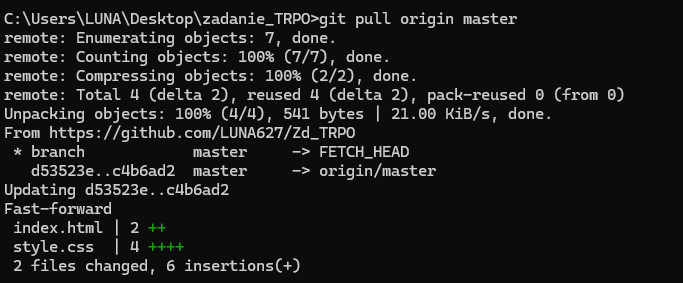 C:\Users\LUNA\Desktop\zadanie_TRPO>git pull origin master
remote: Enumerating objects: 7, done.
remote: Counting objects: 100% (7/7), done.
remote: Compressing objects: 100% (2/2), done.
remote: Total 4 (delta 2), reused 4 (delta 2), pack-reused 0 (from 0)
Unpacking objects: 100% (4/4), 541 bytes | 21.00 KiB/s, done.
From https://github.com/LUNA627/Zd_TRPO
 * branch            master     -> FETCH_HEAD
   d53523e..c4b6ad2  master     -> origin/master
Updating d53523e..c4b6ad2
Fast-forward
 index.html | 2 ++
 style.css  | 4 ++++
 2 files changed, 6 insertions(+)